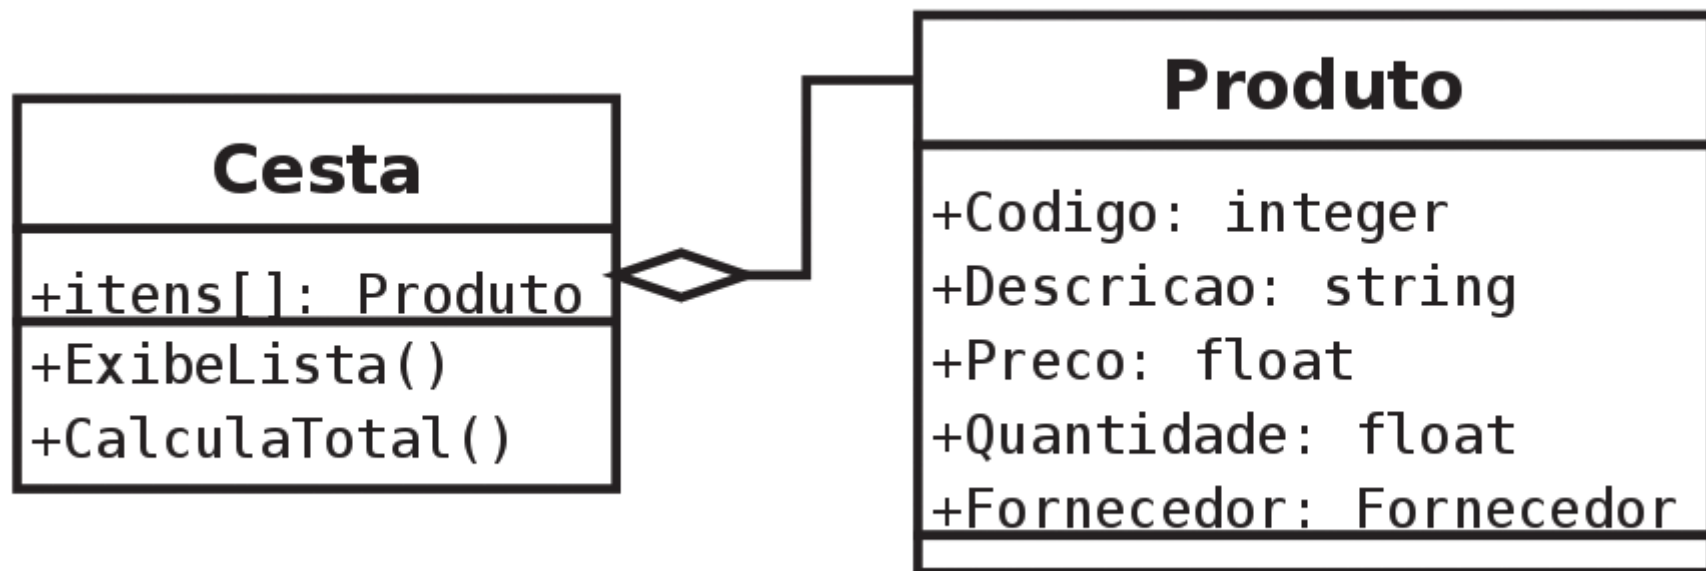 Cesta
+itens[]: Produto
+ExibeLista()
+CalculaTotal()
Produto
+Codigo: integer
+Descricao: string
+Preco: float
+Quantidade: float
+Fornecedor: Fornecedor